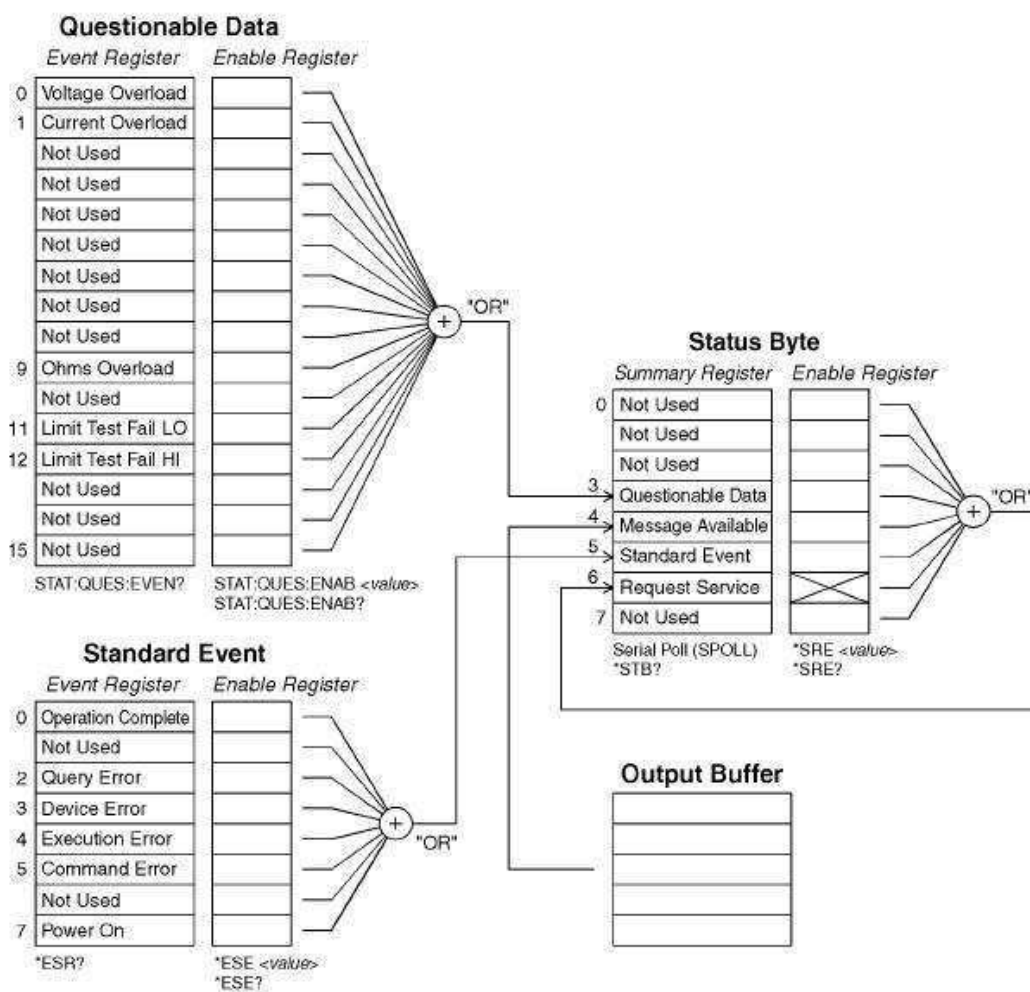 Questionable Data
Event Register Enable Register
0 Voltage Overload
1 Current Overload
Not Used
Not Used
Not Used
Not Used
Not Used
Not Used
Not Used
9 Ohms Overload
Not Used
11 Limit Test Fail LO
12 Limit Test Fail HI
Not Used
Not Used
15 Not Used
+
"OR"
STAT:QUES:EVEN? STAT:QUES:ENAB <value>
STAT:QUES:ENAB?
Standard Event
Event Register Enable Register
0 Operation Complete
Not Used
2 Query Error
3 Device Error
4 Execution Error
5 Command Error
Not Used
7 Power On
+
"OR"
*ESR? *ESE <value>
*ESE?
Status Byte
Summary Register Enable Register
0 Not Used
Not Used
Not Used
3 Questionable Data
4 Message Available
5 Standard Event
6 Request Service
7 Not Used
+
"OR"
Serial Poll (SPOLL) *SRE <value>
*STB? *SRE?
Output Buffer